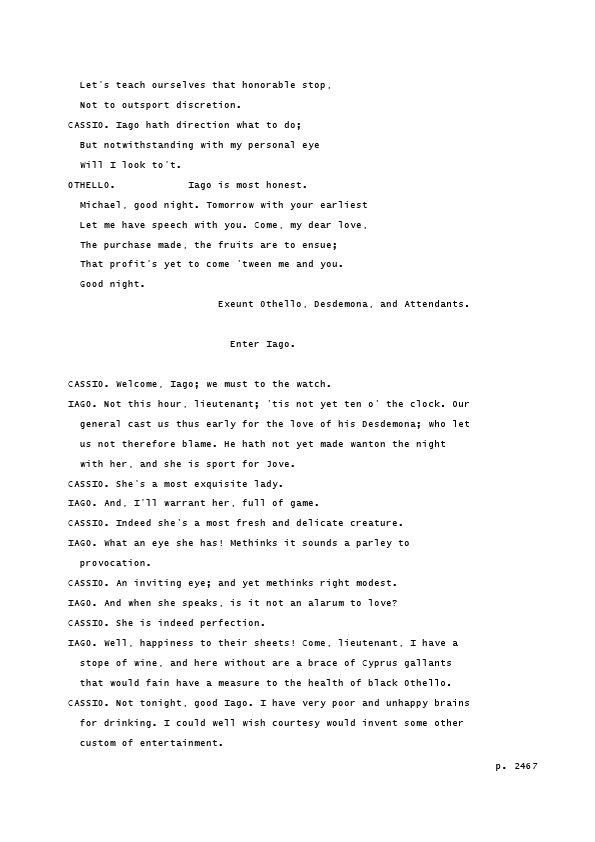 Let's teach ourselves that honorable stop,
Not to outsport discretion.
CASSIO. Iago hath direction what to do;
But notwithstanding with my personal eye
Will I look to't.
OTHELLO. Iago is most honest.
Michael, good night. Tomorrow with your earliest
Let me have speech with you. Come, my dear love,
The purchase made, the fruits are to ensue;
That profit's yet to come 'tween me and you.
Good night.
Exeunt Othello, Desdemona, and Attendants.
Enter Iago.
CASSIO. Welcome, Iago; we must to the watch.
IAGO. Not this hour, lieutenant; 'tis not yet ten o' the clock. Our
general cast us thus early for the love of his Desdemona; who let
us not therefore blame. He hath not yet made wanton the night
with her, and she is sport for Jove.
CASSIO. She's a most exquisite lady.
IAGO. And, I'll warrant her, full of game.
CASSIO. Indeed she's a most fresh and delicate creature.
IAGO. What an eye she has! Methinks it sounds a parley to
provocation.
CASSIO. An inviting eye; and yet methinks right modest.
IAGO. And when she speaks, is it not an alarum to love?
CASSIO. She is indeed perfection.
IAGO. Well, happiness to their sheets! Come, lieutenant, I have a
stope of wine, and here without are a brace of Cyprus gallants
that would fain have a measure to the health of black Othello.
CASSIO. Not tonight, good Iago. I have very poor and unhappy brains
for drinking. I could well wish courtesy would invent some other
custom of entertainment.
p. 2467